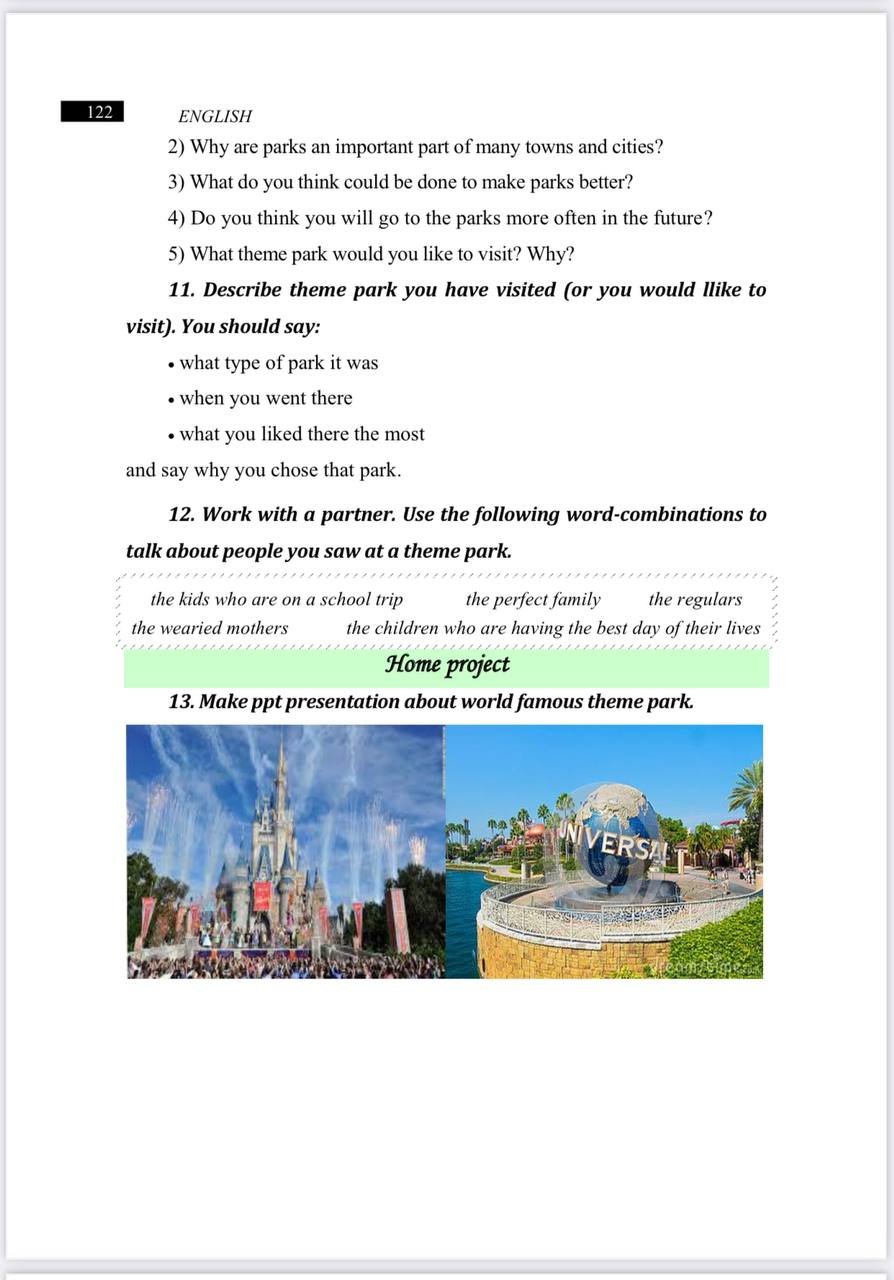 122
ENGLISH
2) Why are parks an important part of many towns and cities?
3) What do you think could be done to make parks better?
4) Do you think you will go to the parks more often in the future?
5) What theme park would you like to visit? Why?
11. Describe theme park you have visited (or you would llike to
visit). You should say:
• what type of park it was
• when you went there
• what you liked there the most
and say why you chose that park.
12. Work with a partner. Use the following word-combinations to
talk about people you saw at a theme park.
the kids who are on a school trip the perfect family the regulars
the wearied mothers the children who are having the best day of their lives
Home project
13. Make ppt presentation about world famous theme park.
UNIVERSAL
dreamstime